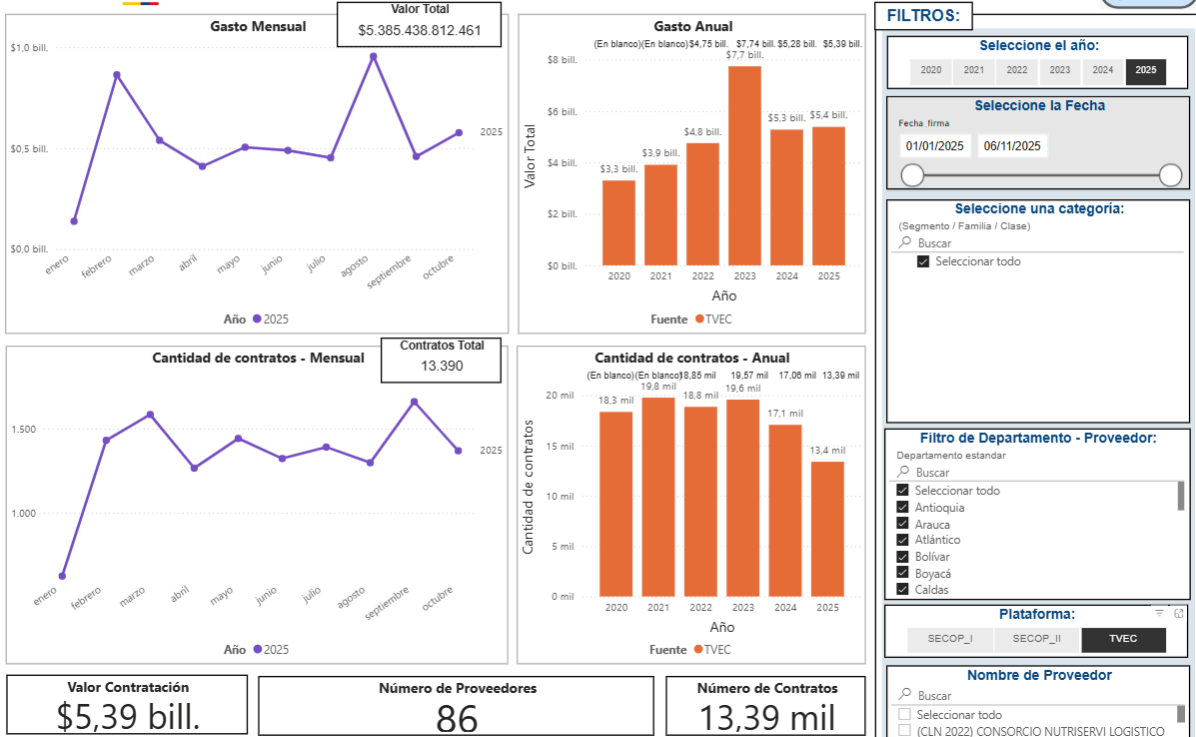 Gasto Mensual
Valor Total
$5.385.438.812.461
$1,0 bill.
$0,5 bill.
$0,0 bill.
2025
enero
febrero
marzo
abril
mayo
junio
julio
agosto
septiembre
octubre
Año 2025
Gasto Anual
(En blanco)(En blanco)$4,75 bill. $7,74 bill. $5,28 bill. $5,39 bill.
Valor Total
$8 bill.
$6 bill.
$4 bill.
$2 bill.
$0 bill.
$3,3 bill.
$3,9 bill.
$4,8 bill.
$7,7 bill.
$5,3 bill.
$5,4 bill.
2020 2021 2022 2023 2024 2025
Año
Fuente TVEC
Cantidad de contratos - Mensual
Contratos Total
13.390
1.500
1.000
2025
enero
febrero
marzo
abril
mayo
junio
julio
agosto
septiembre
octubre
Año 2025
Cantidad de contratos - Anual
(En blanco)(En blanco)18,85 mil 19,57 mil 17,06 mil 13,39 mil
Cantidad de contratos
20 mil
15 mil
10 mil
5 mil
0 mil
18,3 mil
19,8 mil
18,8 mil
19,6 mil
17,1 mil
13,4 mil
2020 2021 2022 2023 2024 2025
Año
Fuente TVEC
Valor Contratación
$5,39 bill.
Número de Proveedores
86
Número de Contratos
13,39 mil
FILTROS:
Seleccione el año:
2020 2021 2022 2023 2024 2025
Seleccione la Fecha
Fecha firma
01/01/2025 06/11/2025
Seleccione una categoría:
(Segmento / Familia / Clase)
Buscar
Seleccionar todo
Filtro de Departamento - Proveedor:
Departamento estandar
Buscar
Seleccionar todo
Antioquia
Arauca
Atlántico
Bolívar
Boyacá
Caldas
Plataforma:
SECOP_I SECOP_II TVEC
Nombre de Proveedor
Buscar
Seleccionar todo
(CLN 2022) CONSORCIO NUTRISERVI LOGISTICO